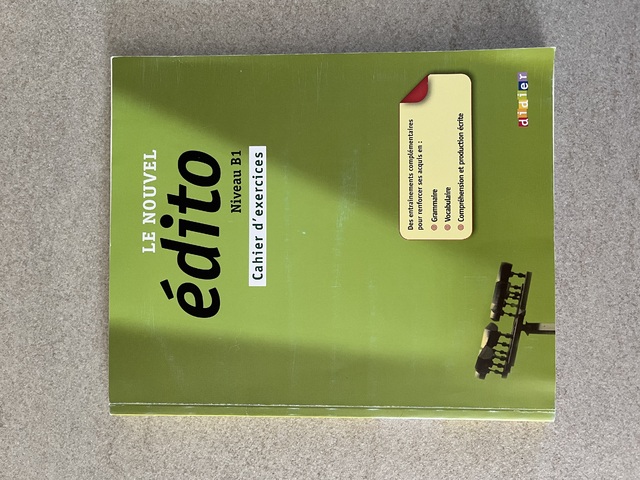 LE NOUVEL
édito
Niveau B1
Cahier d'exercices
Des entraînements complémentaires
pour renforcer ses acquis en :
Grammaire
Vocabulaire
Compréhension et production écrite
didier